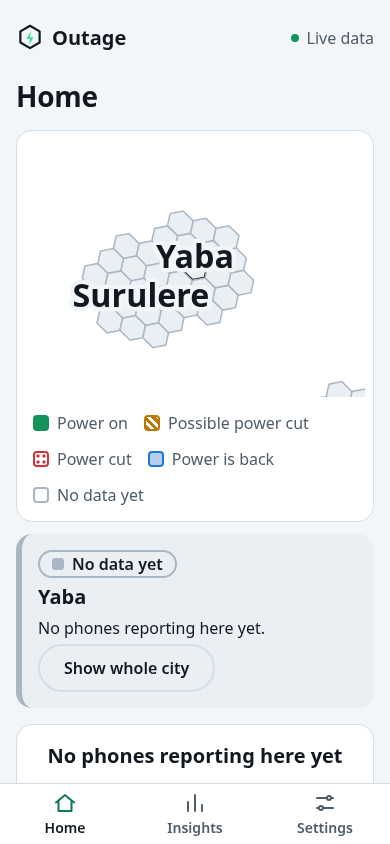 Outage
Live data
Home
Yaba
Surulere
Power on
Possible power cut
Power cut
Power is back
No data yet
No data yet
Yaba
No phones reporting here yet.
Show whole city
No phones reporting here yet
Home
Insights
Settings